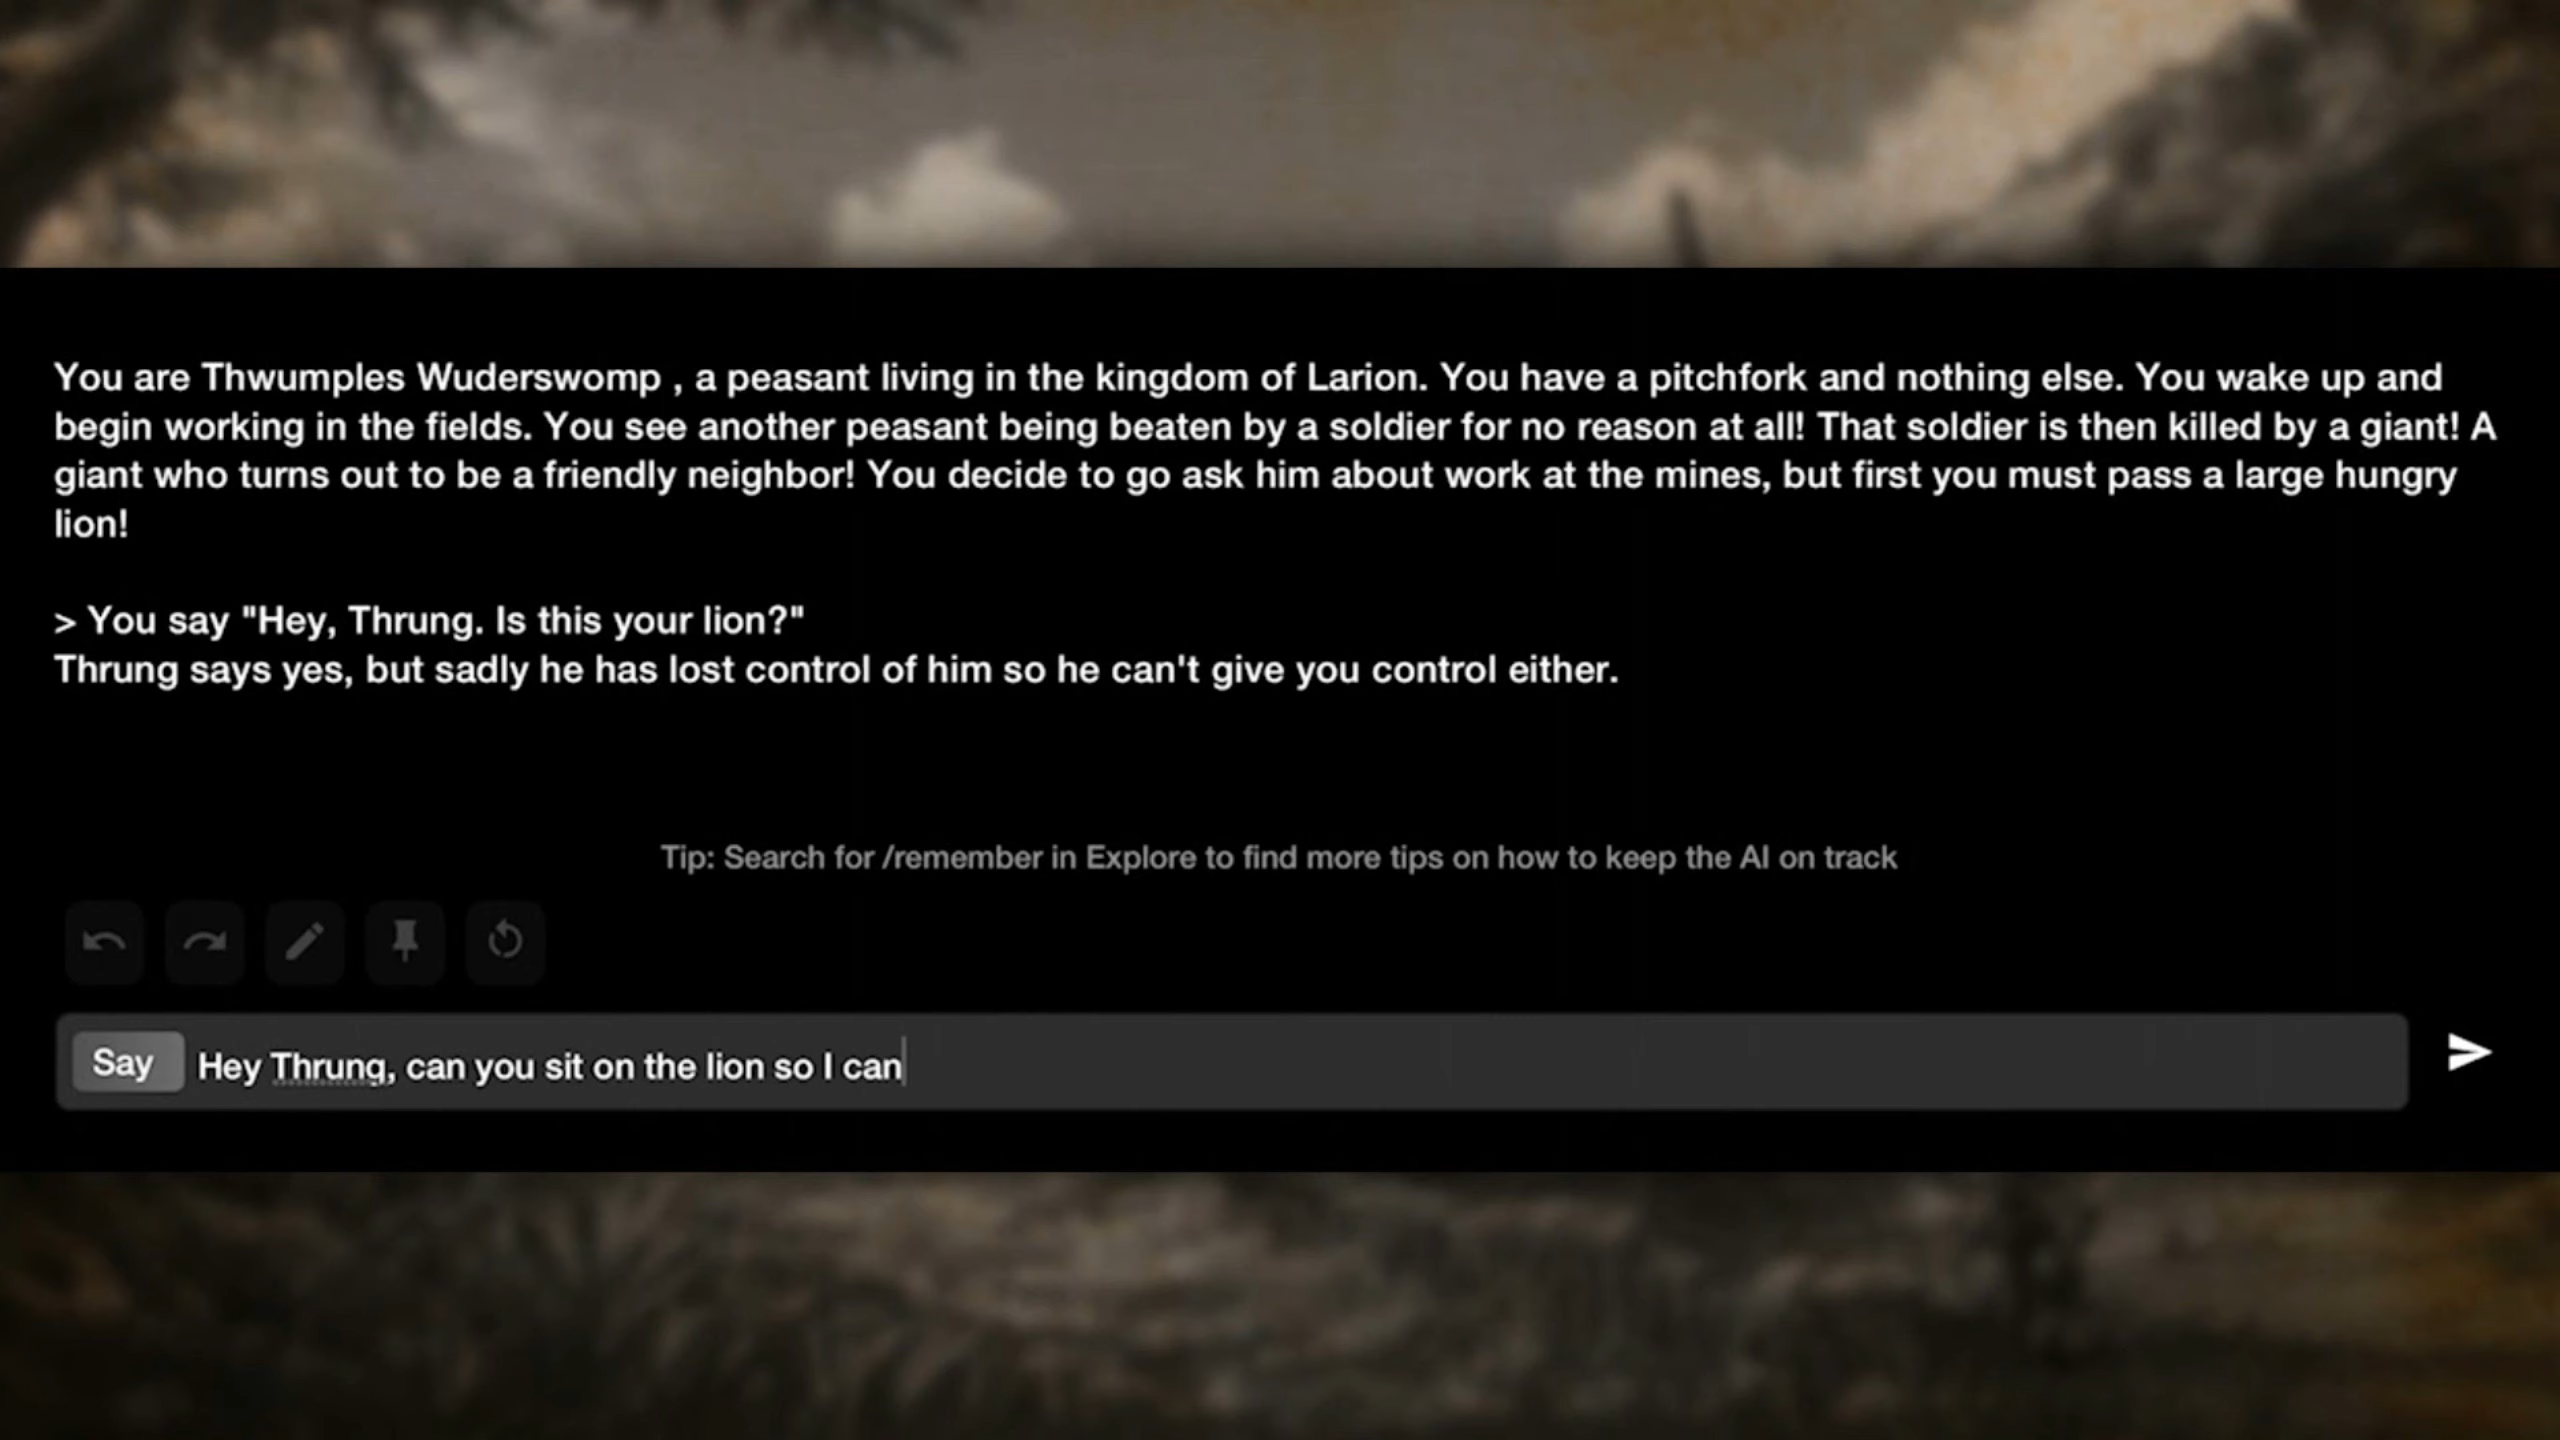 You are Thwumples Wuderswomp , a peasant living in the kingdom of Larion. You have a pitchfork and nothing else. You wake up and
begin working in the fields. You see another peasant being beaten by a soldier for no reason at all! That soldier is then killed by a giant! A
giant who turns out to be a friendly neighbor! You decide to go ask him about work at the mines, but first you must pass a large hungry
lion!
> You say "Hey, Thrung. Is this your lion?"
Thrung says yes, but sadly he has lost control of him so he can't give you control either.
Tip: Search for /remember in Explore to find more tips on how to keep the AI on track
Say Hey Thrung, can you sit on the lion so I can